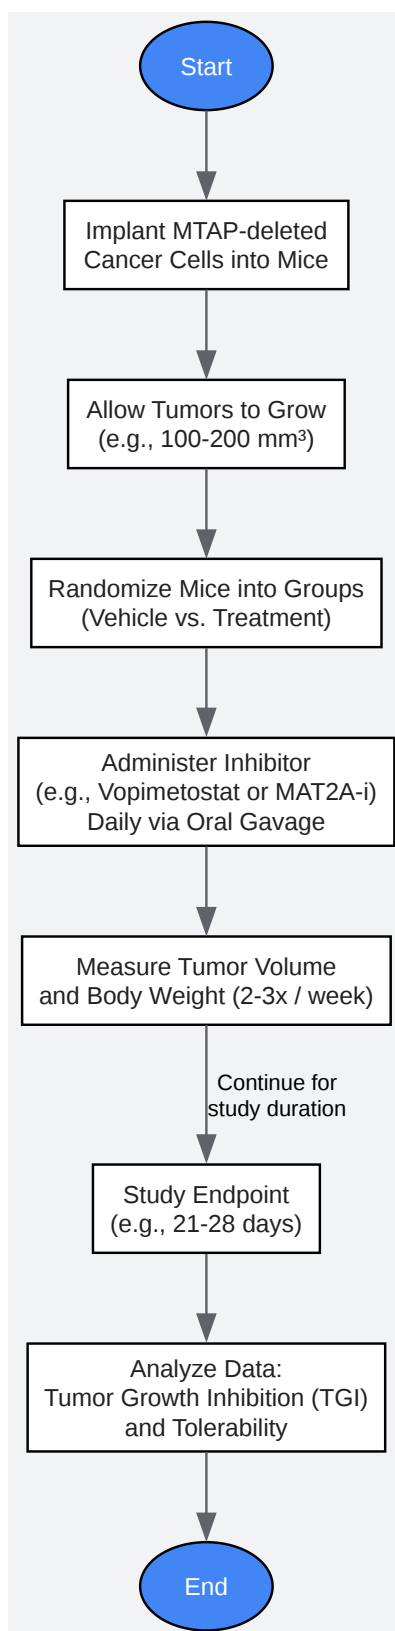 Start
Implant MTAP-deleted
Cancer Cells into Mice
Allow Tumors to Grow
(e.g., 100-200 mm³)
Randomize Mice into Groups
(Vehicle vs. Treatment)
Administer Inhibitor
(e.g., Vopimetostat or MAT2A-i)
Daily via Oral Gavage
Measure Tumor Volume
and Body Weight (2-3x / week)
Continue for
study duration
Study Endpoint
(e.g., 21-28 days)
Analyze Data:
Tumor Growth Inhibition (TGI)
and Tolerability
End